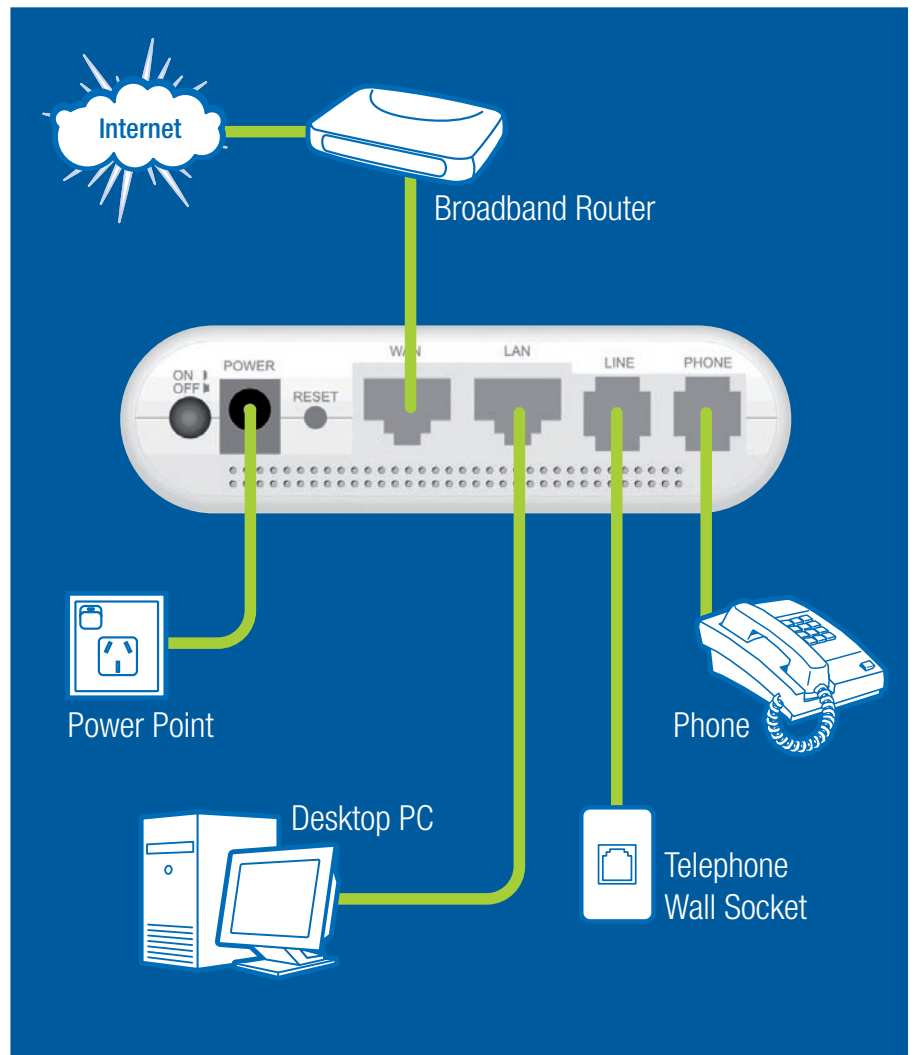 Internet
Broadband Router
WAN
LAN
LINE
PHONE
POWER
ON
OFF
RESET
Power Point
Phone
Desktop PC
Telephone
Wall Socket